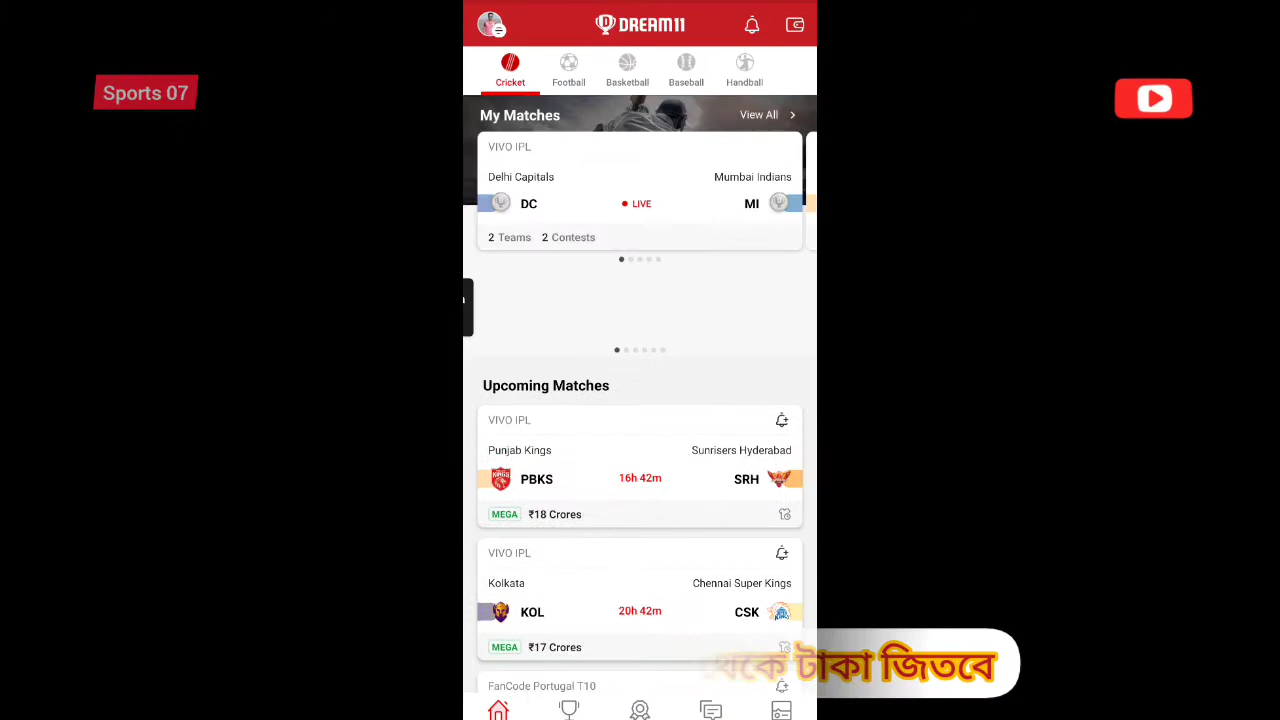 DREAM11
Sports 07
Cricket
Football
Basketball
Baseball
Handball
My Matches
View All
VIVO IPL
Delhi Capitals
Mumbai Indians
DC
LIVE
MI
2 Teams 2 Contests
Upcoming Matches
VIVO IPL
Punjab Kings
Sunrisers Hyderabad
PBKS
16h 42m
SRH
MEGA ₹18 Crores
VIVO IPL
Kolkata
Chennai Super Kings
KOL
20h 42m
CSK
MEGA ₹17 Crores
টাকা জিতবে
FanCode Portugal T10